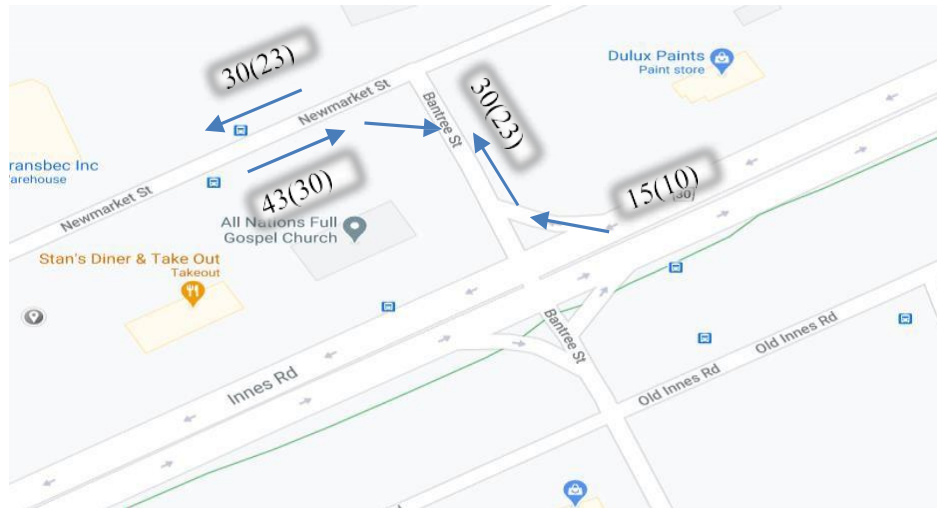 30(23)
Newmarket St
Bantree St
30(23)
Dulux Paints
Paint store
ransbec Inc
arehouse
Newmarket St
43(30)
15(10)
(30)
All Nations Full
Gospel Church
Stan's Diner & Take Out
Takeout
Innes Rd
Bantree St
Old Innes Rd
Old Innes Rd